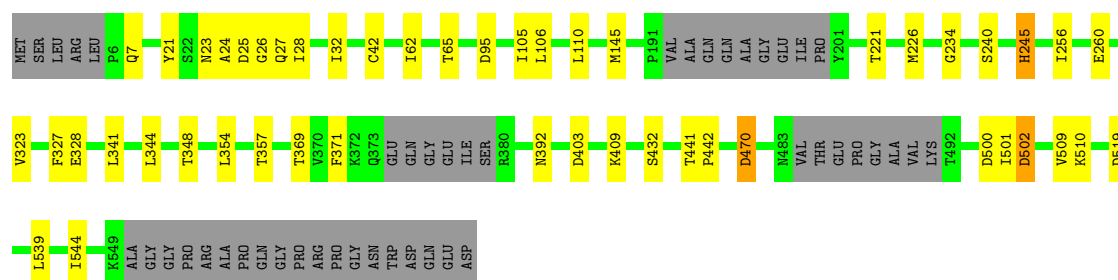 MET SER LEU ARG LEU P6 Q7 Y21 S22 N23 A24 D25 G26 Q27 I28 I32 C42 I62 T65 D95 I105 L106 L110 M145 P191 VAL ALA GLN GLN ALA GLY GLU ILE PRO Y201 T221 M226 G234 S240 H245 I256 E260
V323 F327 E328 L341 L344 T348 L354 T357 T369 V370 F371 K372 Q373 GLU GLN GLY GLU ILE SER R380 N392 D403 K409 S432 T441 P442 D470 N483 VAL THR GLU PRO GLY ALA VAL LYS T492 D500 I501 D502 V509 K510 D519
L539 I544 K549 ALA GLY GLY PRO ARG ALA PRO GLN GLY PRO ARG PRO GLY ASN TRP ASP GLN GLU ASP